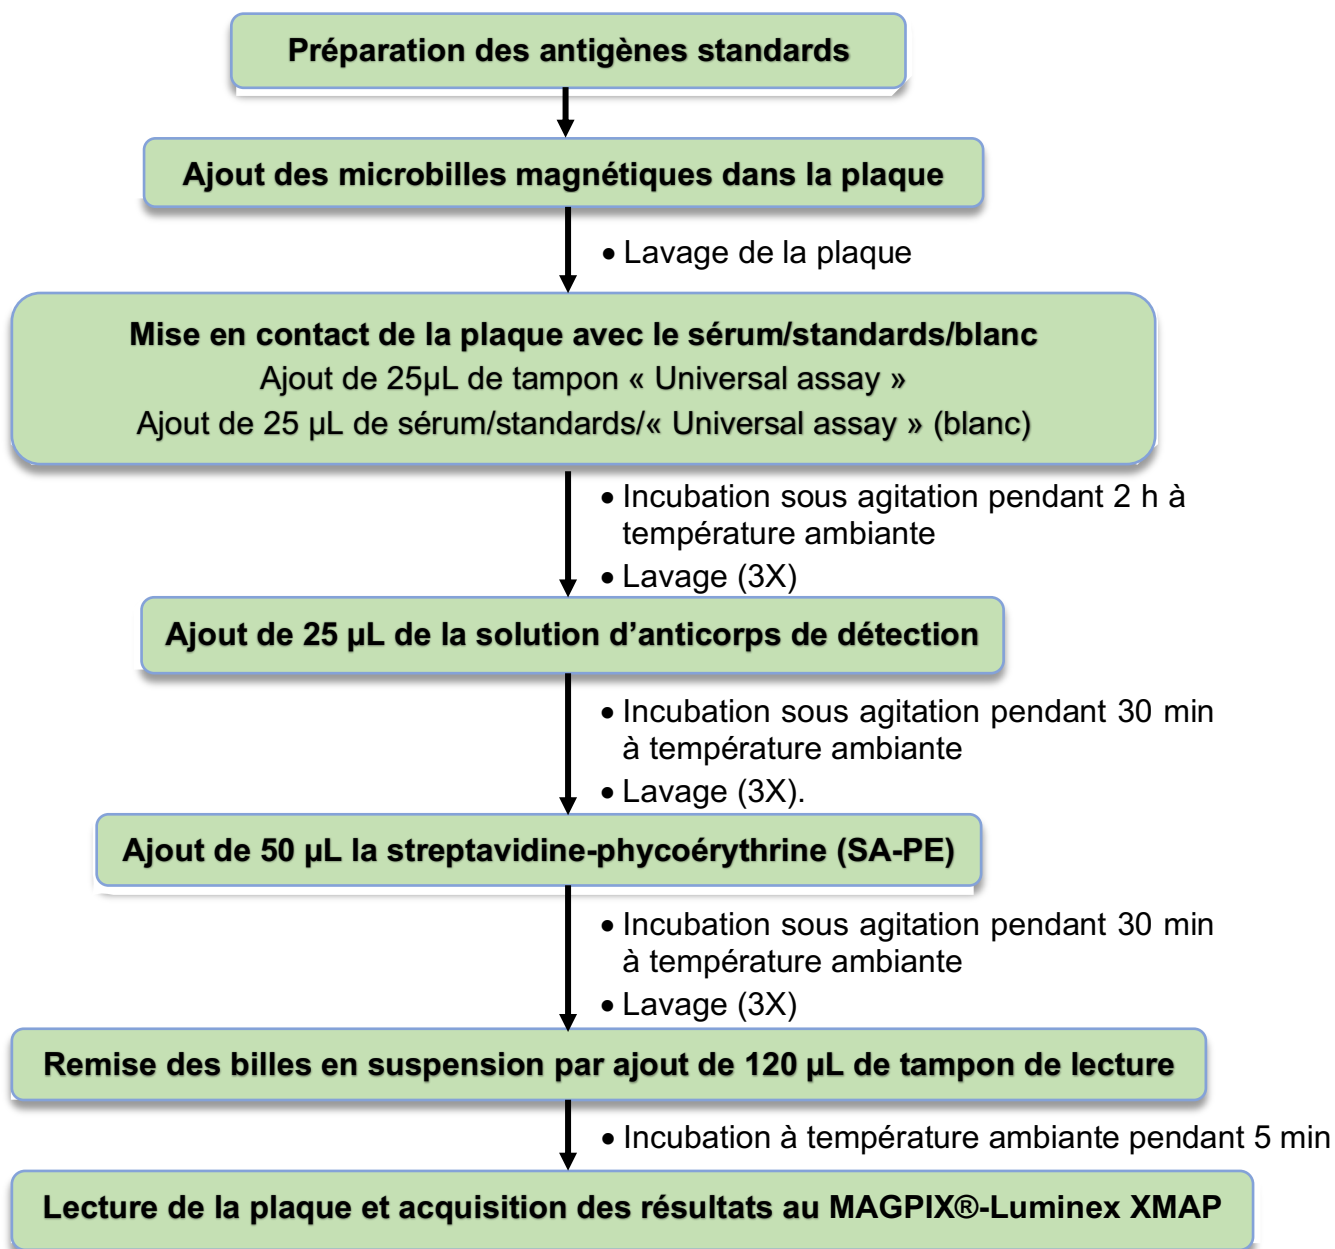 Préparation des antigènes standards
Ajout des microbilles magnétiques dans la plaque
• Lavage de la plaque
Mise en contact de la plaque avec le sérum/standards/blanc
Ajout de 25µL de tampon « Universal assay »
Ajout de 25 µL de sérum/standards/« Universal assay » (blanc)
• Incubation sous agitation pendant 2 h à
température ambiante
• Lavage (3X)
Ajout de 25 µL de la solution d’anticorps de détection
• Incubation sous agitation pendant 30 min
à température ambiante
• Lavage (3X).
Ajout de 50 µL la streptavidine-phycoérythrine (SA-PE)
• Incubation sous agitation pendant 30 min
à température ambiante
• Lavage (3X)
Remise des billes en suspension par ajout de 120 µL de tampon de lecture
• Incubation à température ambiante pendant 5 min
Lecture de la plaque et acquisition des résultats au MAGPIX®-Luminex XMAP